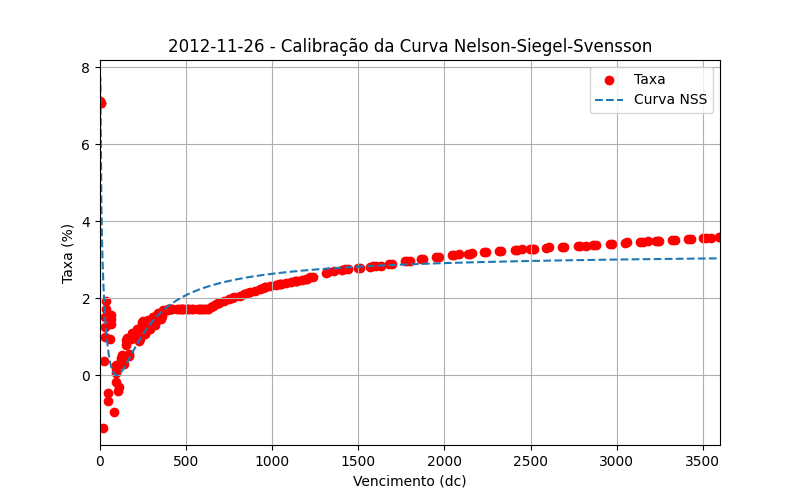 2012-11-26 - Calibração da Curva Nelson-Siegel-Svensson
Taxa
Curva NSS
Taxa (%)
8
6
4
2
0
0 500 1000 1500 2000 2500 3000 3500
Vencimento (dc)